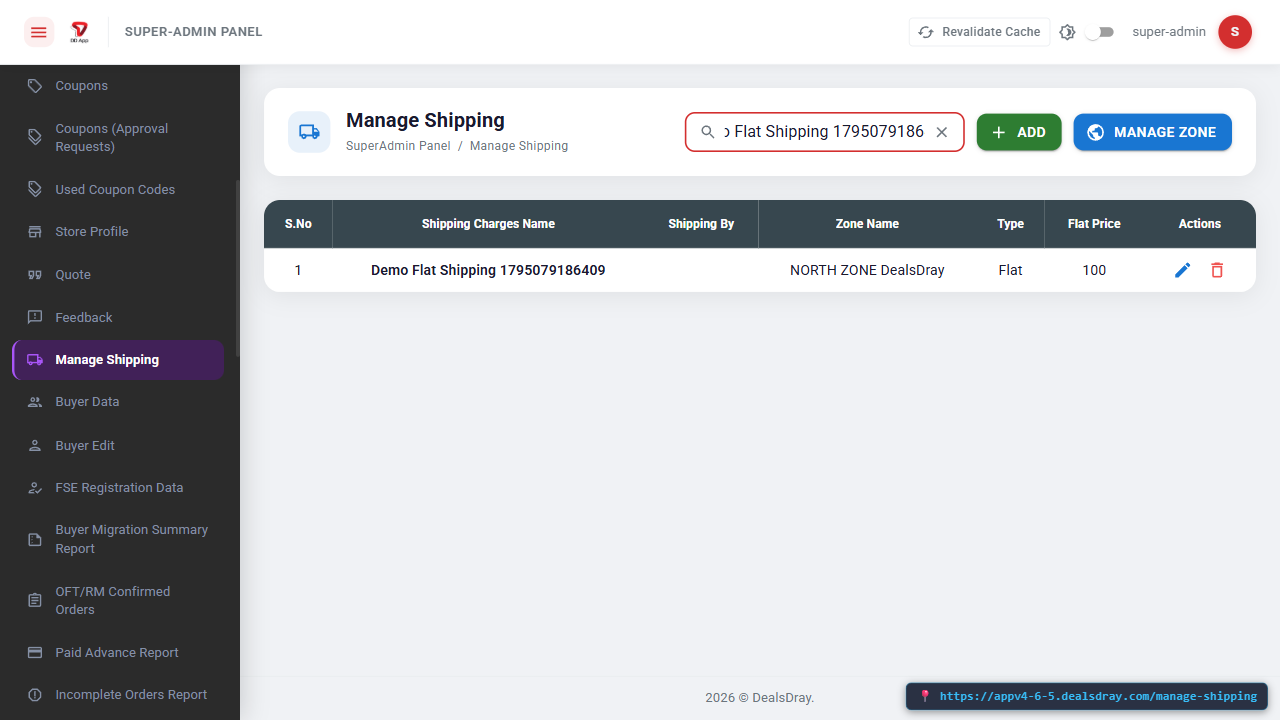 DD App
SUPER-ADMIN PANEL
Revalidate Cache
super-admin
S
Coupons
Coupons (Approval
Requests)
Used Coupon Codes
Store Profile
Quote
Feedback
Manage Shipping
Buyer Data
Buyer Edit
FSE Registration Data
Buyer Migration Summary
Report
OFT/RM Confirmed
Orders
Paid Advance Report
Incomplete Orders Report
Manage Shipping
SuperAdmin Panel / Manage Shipping
Flat Shipping 1795079186
ADD
MANAGE ZONE
S.No Shipping Charges Name Shipping By Zone Name Type Flat Price Actions
1 Demo Flat Shipping 1795079186409 NORTH ZONE DealsDray Flat 100
2026 © DealsDray.
https://appv4-6-5.dealsdray.com/manage-shipping